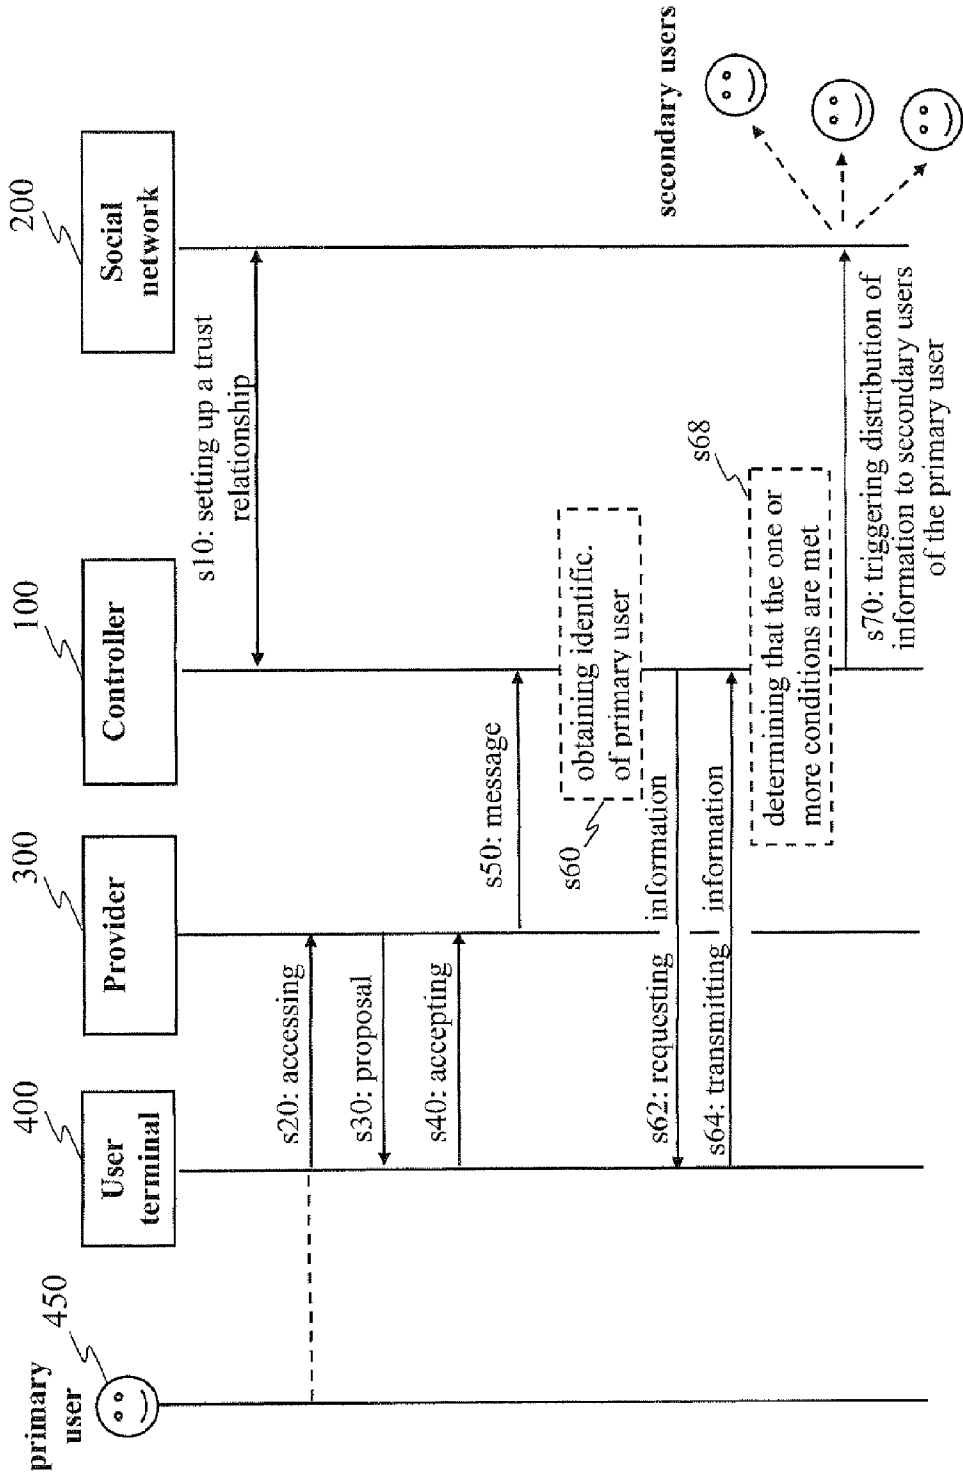 primary
user
450
400
User
terminal
300
Provider
100
Controller
200
Social
network
s10: setting up a trust
relationship
s20: accessing
s30: proposal
s40: accepting
s50: message
s60
obtaining identific.
of primary user
s62: requesting information
s64: transmitting information
s68
determining that the one or
more conditions are met
s70: triggering distribution of
information to secondary users
of the primary user
secondary users